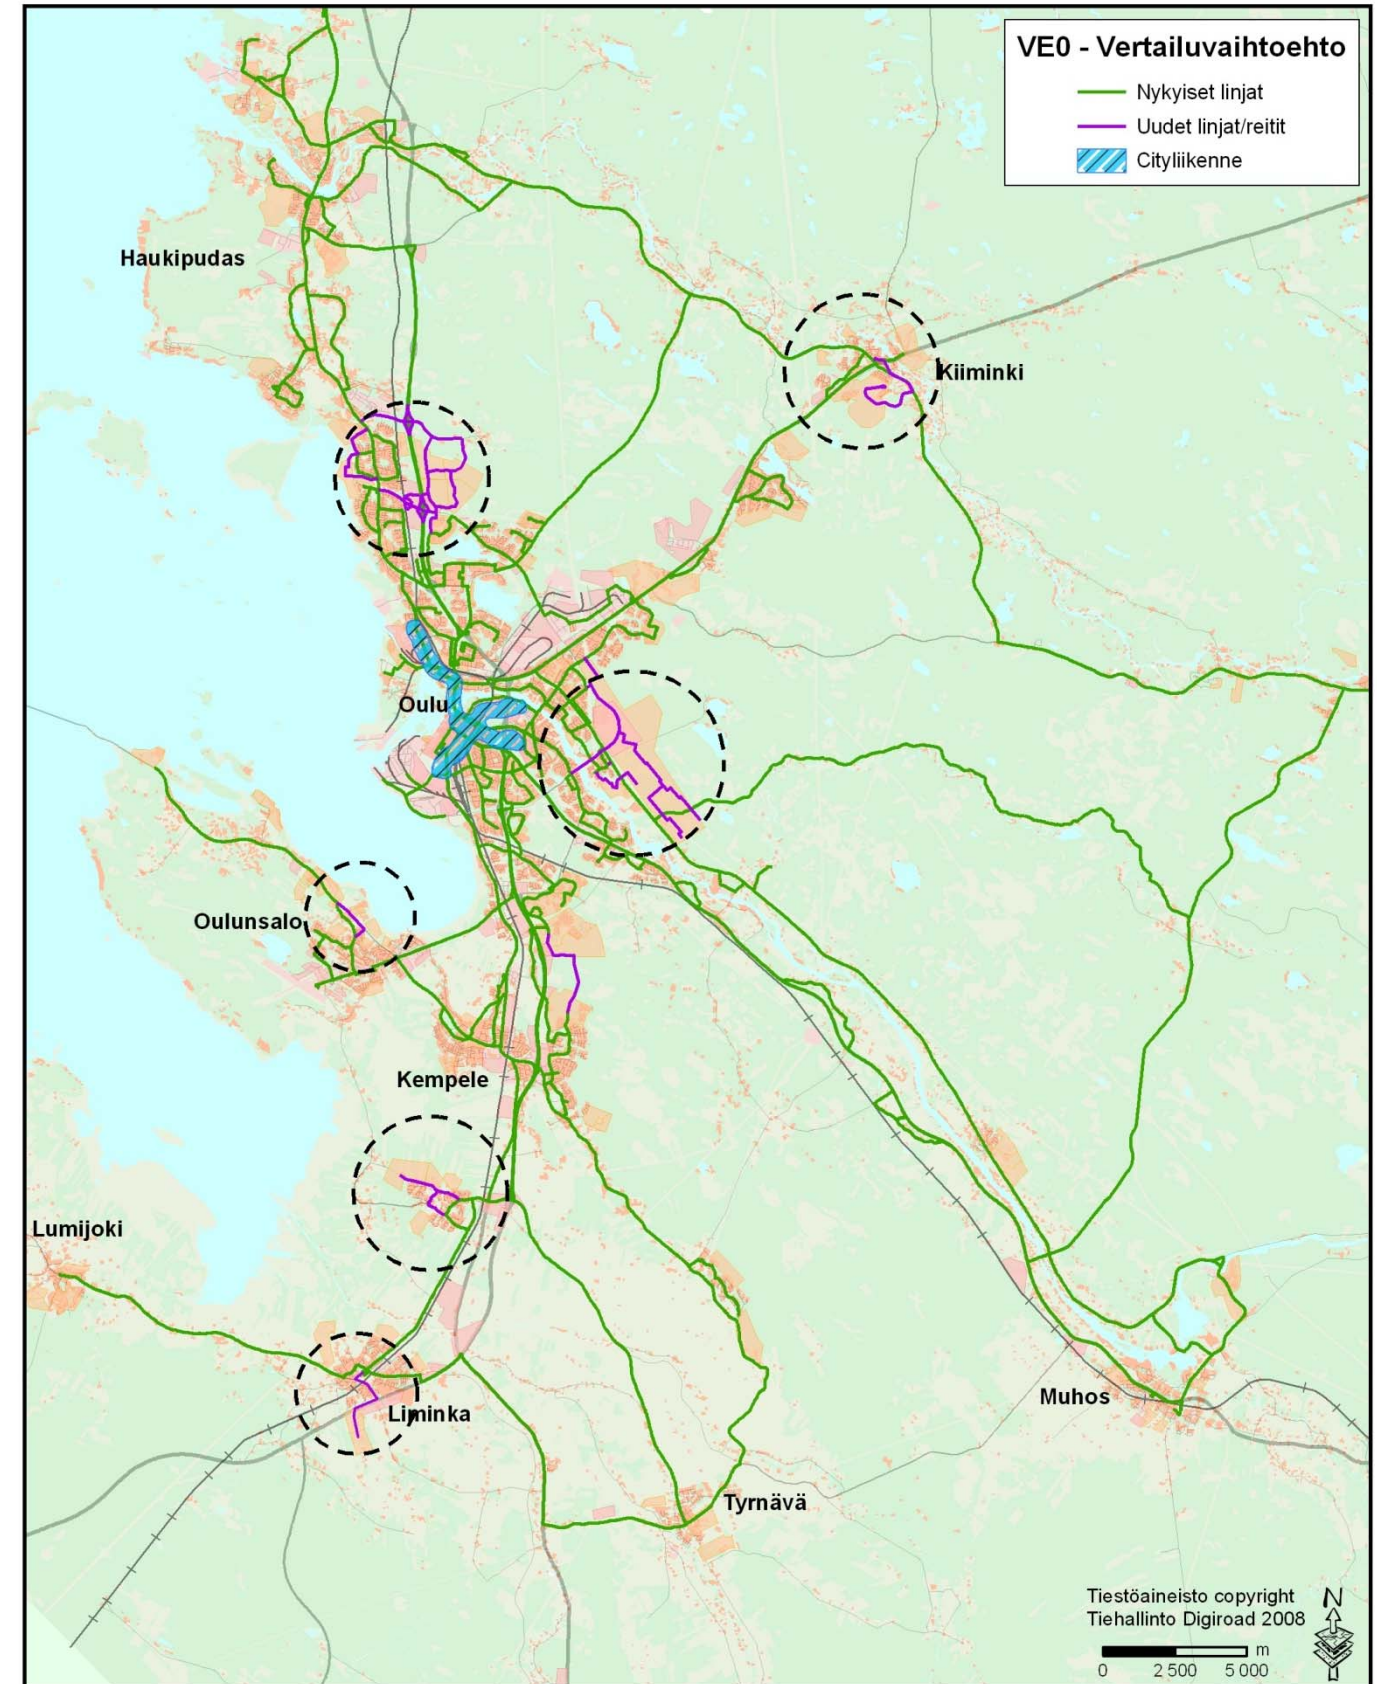 VE0 - Vertailuvaihtoehto
Nykyiset linjat
Uudet linjat/reitit
Cityliikenne
Haukipudas
Kiiminki
Oulu
Oulunsalo
Kempele
Lumijoki
Liminka
Muhos
Tyrnävä
Tiestöaineisto copyright
Tiehallinto Digiroad 2008
N
m
0 2 500 5 000